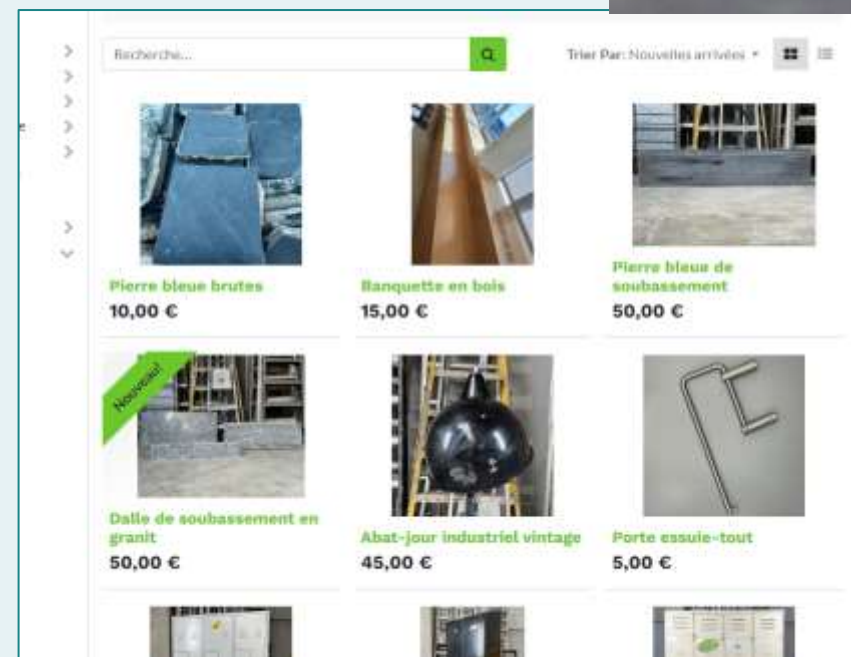 Recherche...
Trier Par: Nouvelles arrivées
Pierre bleue brutes
10,00 €
Banquette en bois
15,00 €
Pierre bleue de
soubassement
50,00 €
Nouveau!
Dalle de soubassement en
granit
50,00 €
Abat-jour industriel vintage
45,00 €
Porte essuie-tout
5,00 €